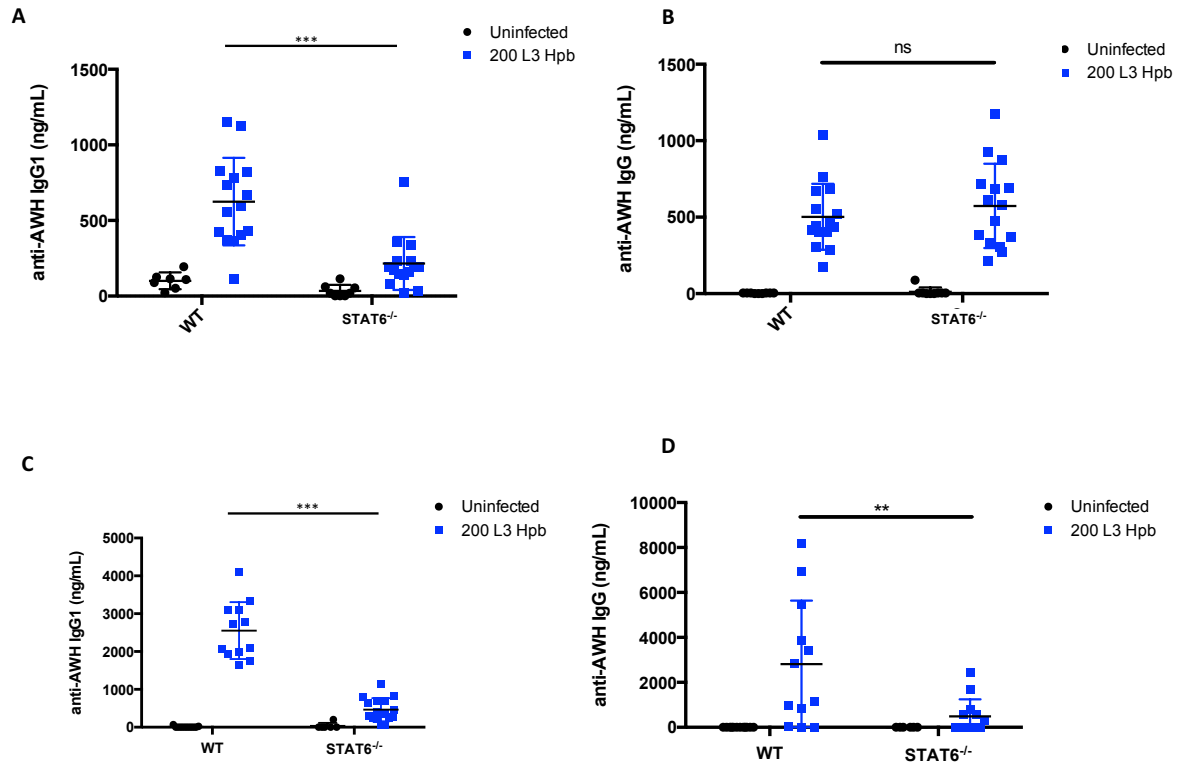 A
***
Uninfected
200 L3 Hpb
anti-AWH IgG1 (ng/mL)
1500
1000
500
0
WT
STAT6-/-
B
ns
Uninfected
200 L3 Hpb
anti-AWH IgG (ng/mL)
1500
1000
500
0
WT
STAT6-/-
C
***
Uninfected
200 L3 Hpb
anti-AWH IgG1 (ng/mL)
5000
4000
3000
2000
1000
0
WT
STAT6-/-
D
**
Uninfected
200 L3 Hpb
anti-AWH IgG (ng/mL)
10000
8000
6000
4000
2000
0
WT
STAT6-/-